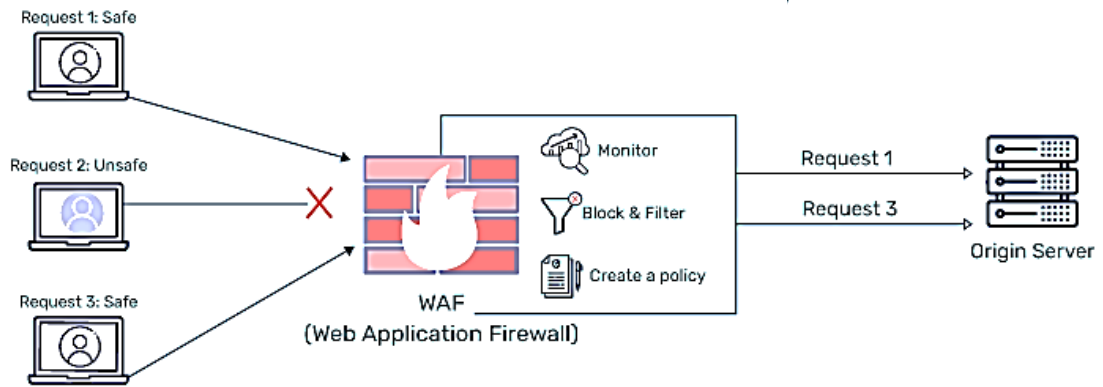 Request 1: Safe
Request 2: Unsafe
Request 3: Safe
WAF
(Web Application Firewall)
Monitor
Block & Filter
Create a policy
Request 1
Request 3
Origin Server